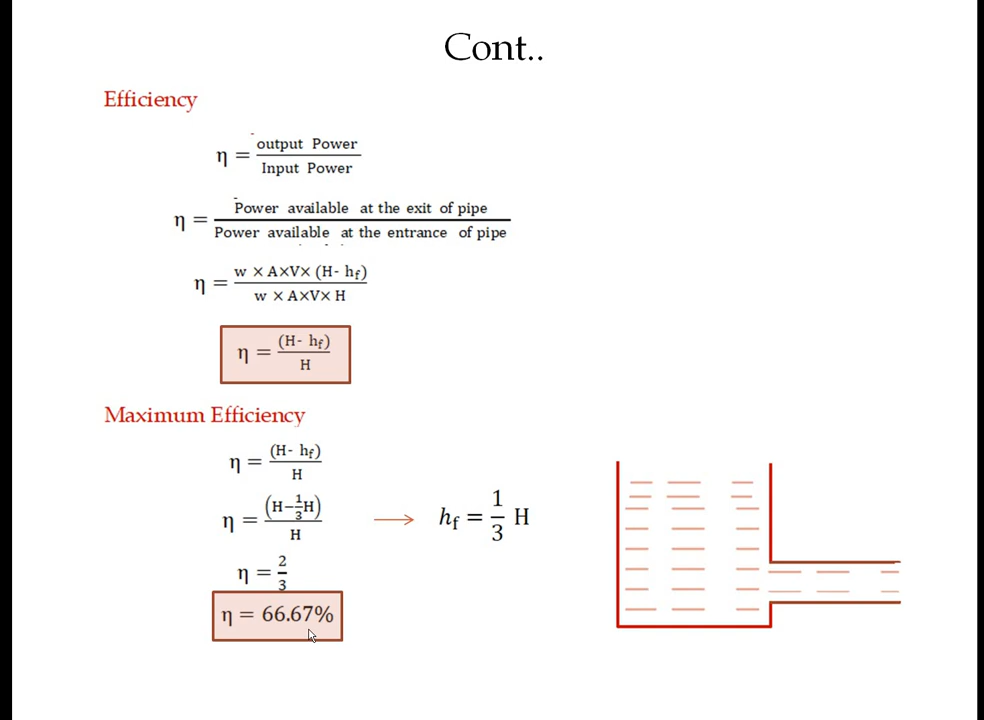 Cont..
Efficiency
η = output Power / Input Power
η = Power available at the exit of pipe / Power available at the entrance of pipe
η = w × A×V× (H- hf) / w × A×V× H
η = (H- hf) / H
Maximum Efficiency
η = (H- hf) / H
η = (H−1/3H) / H → hf = 1/3 H
η = 2/3
η = 66.67%